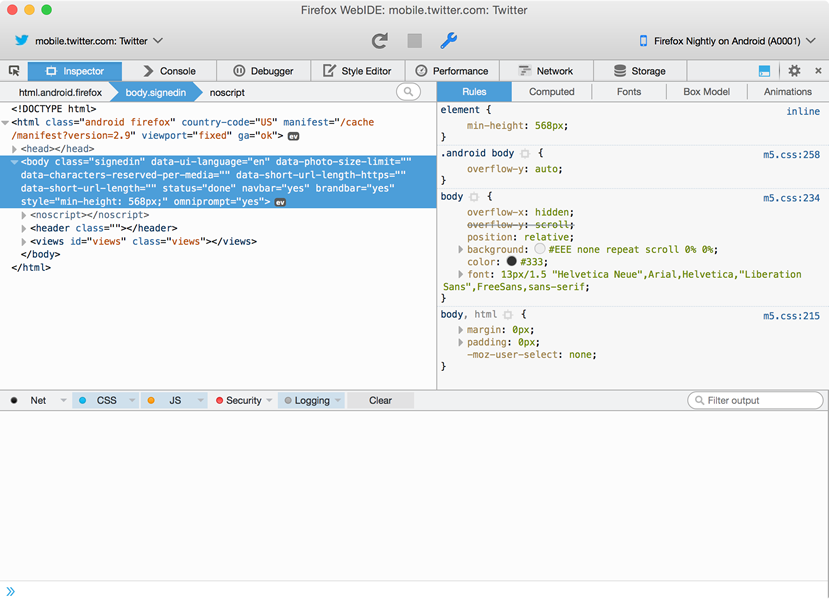 Firefox WebIDE: mobile.twitter.com: Twitter
mobile.twitter.com: Twitter
Firefox Nightly on Android (A0001)
Inspector Console Debugger Style Editor Performance Network Storage
html.android.firefox body.signedin noscript
Rules Computed Fonts Box Model Animations
<!DOCTYPE html>
<html class="android firefox" country-code="US" manifest="/cache
/manifest?version=2.9" viewport="fixed" ga="ok"> ev
<head></head>
<body class="signedin" data-ui-language="en" data-photo-size-limit=""
data-characters-reserved-per-media="" data-short-url-length-https=""
data-short-url-length="" status="done" navbar="yes" brandbar="yes"
style="min-height: 568px;" omniprompt="yes"> ev
<noscript></noscript>
<header class=""></header>
<views id="views" class="views"></views>
</body>
</html>
element { inline
min-height: 568px;
}
.android body { m5.css:258
overflow-y: auto;
}
body { m5.css:234
overflow-x: hidden;
overflow-y: scroll;
position: relative;
background: #EEE none repeat scroll 0% 0%;
color: #333;
font: 13px/1.5 "Helvetica Neue",Arial,Helvetica,"Liberation
Sans",FreeSans,sans-serif;
}
body, html { m5.css:215
margin: 0px;
padding: 0px;
-moz-user-select: none;
}
Net CSS JS Security Logging Clear Filter output